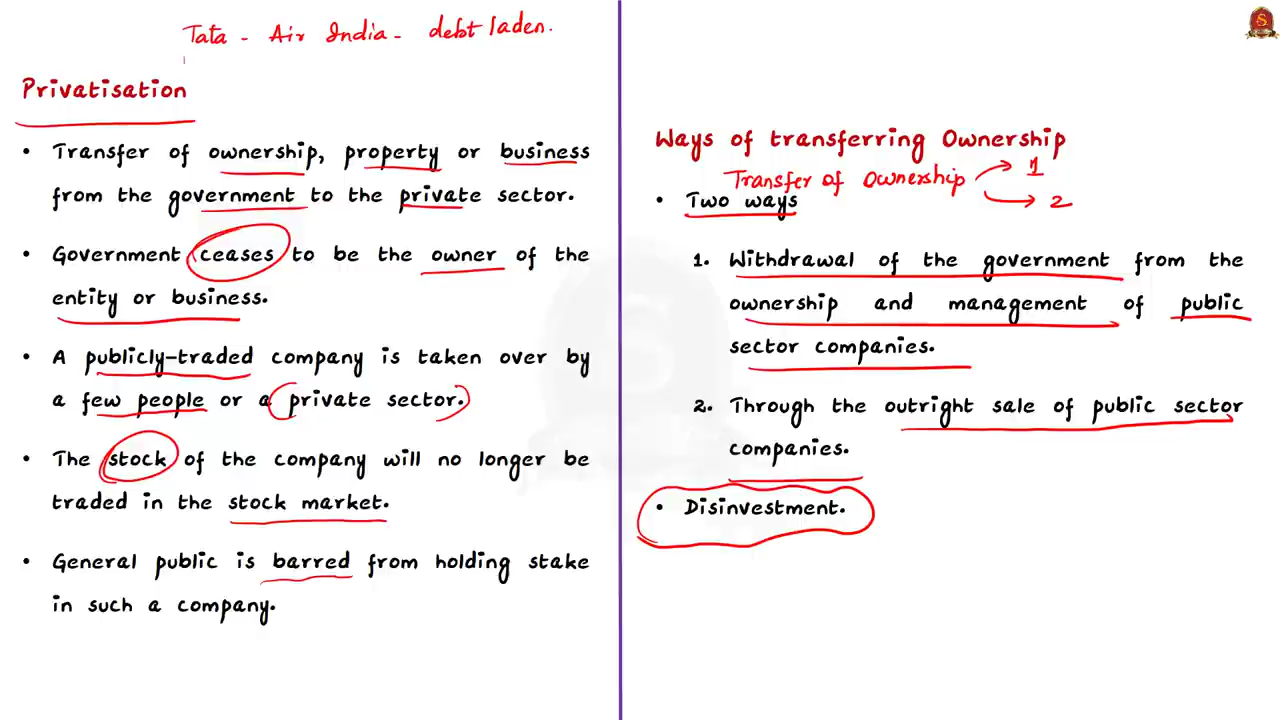 Tata - Air India - debt laden.
Privatisation
• Transfer of ownership, property or business
from the government to the private sector.
• Government ceases to be the owner of the
entity or business.
• A publicly-traded company is taken over by
a few people or a private sector.
• The stock of the company will no longer be
traded in the stock market.
• General public is barred from holding stake
in such a company.
Ways of transferring Ownership
Transfer of Ownership 1
2
• Two ways
1. Withdrawal of the government from the
ownership and management of public
sector companies.
2. Through the outright sale of public sector
companies.
• Disinvestment.